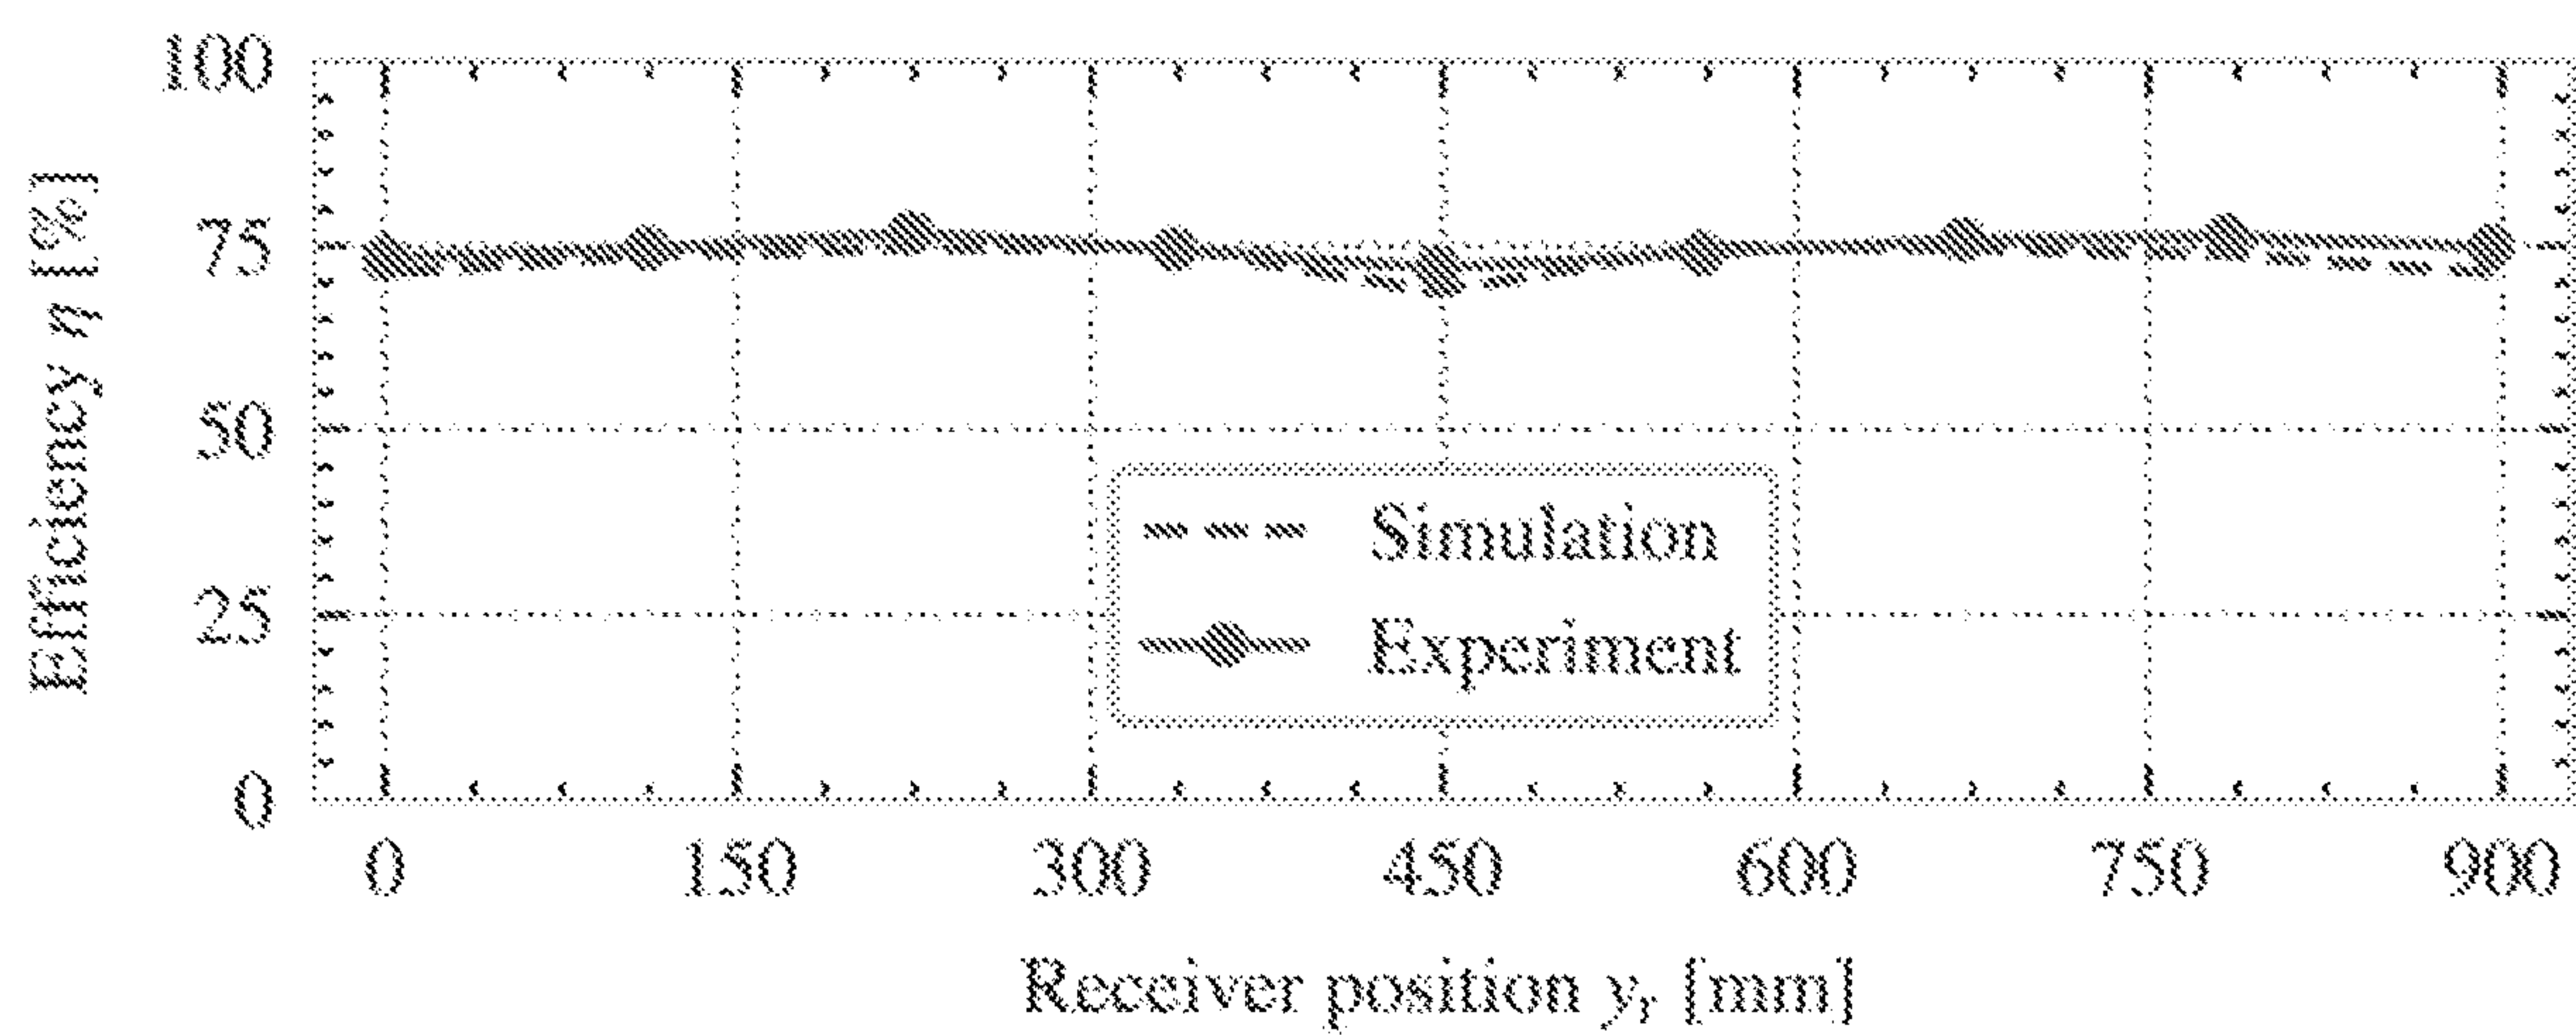 100
75
50
25
0
Efficiency η [%]
Simulation
Experiment
0 150 300 450 600 750 900
Receiver position yr [mm]